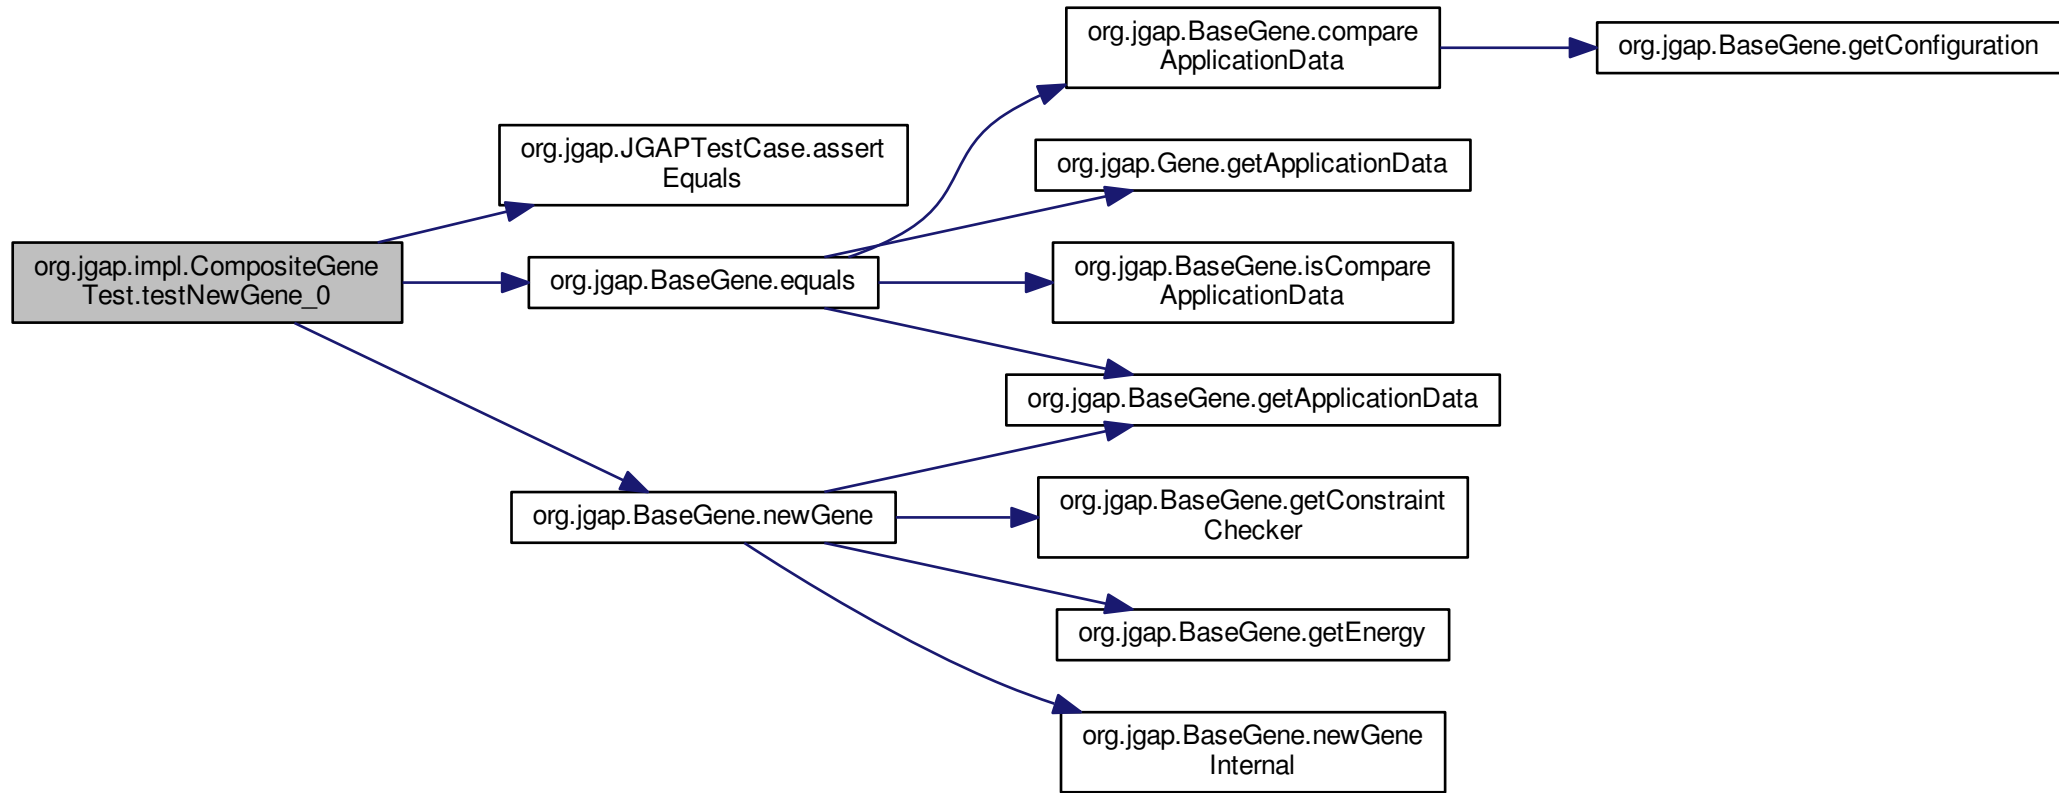 org.jgap.impl.CompositeGene
Test.testNewGene_0
org.jgap.JGAPTestCase.assert
Equals
org.jgap.BaseGene.equals
org.jgap.BaseGene.newGene
org.jgap.BaseGene.compare
ApplicationData
org.jgap.Gene.getApplicationData
org.jgap.BaseGene.isCompare
ApplicationData
org.jgap.BaseGene.getApplicationData
org.jgap.BaseGene.getConstraint
Checker
org.jgap.BaseGene.getEnergy
org.jgap.BaseGene.newGene
Internal
org.jgap.BaseGene.getConfiguration